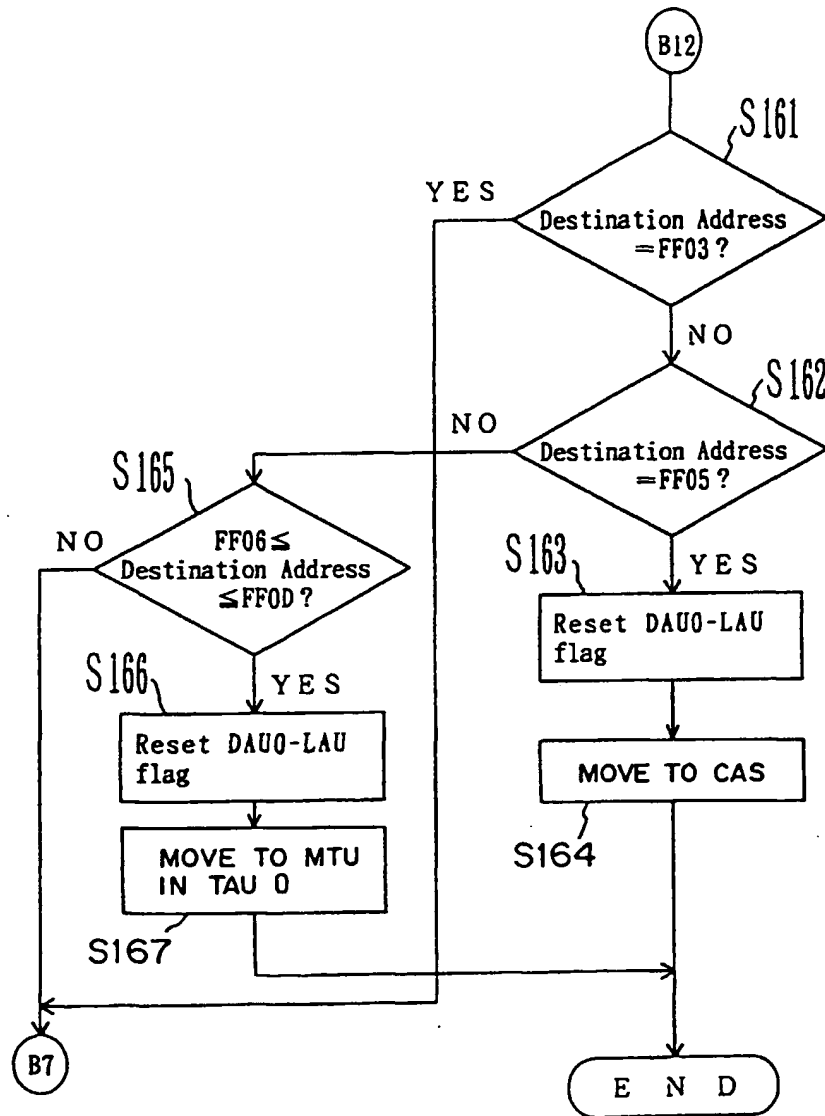 B12
S161
YES
Destination Address
=FF03?
NO
S162
NO
Destination Address
=FF05?
S165
NO
FF06≦
Destination Address
≦FF0D?
S163
YES
Reset DAU0-LAU
flag
S166
YES
Reset DAU0-LAU
flag
MOVE TO CAS
S164
MOVE TO MTU
IN TAU 0
S167
B7
END